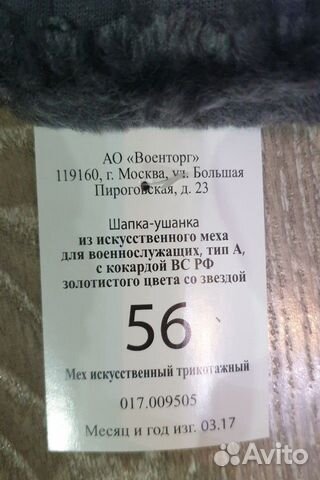 АО «Военторг»
119160, г. Москва, ул. Большая
Пироговская, д. 23
Шапка-ушанка
из искусственного меха
для военнослужащих, тип А,
с кокардой ВС РФ
золотистого цвета со звездой
56
Мех искусственный трикотажный
017.009505
Месяц и год изг. 03.17
Avito